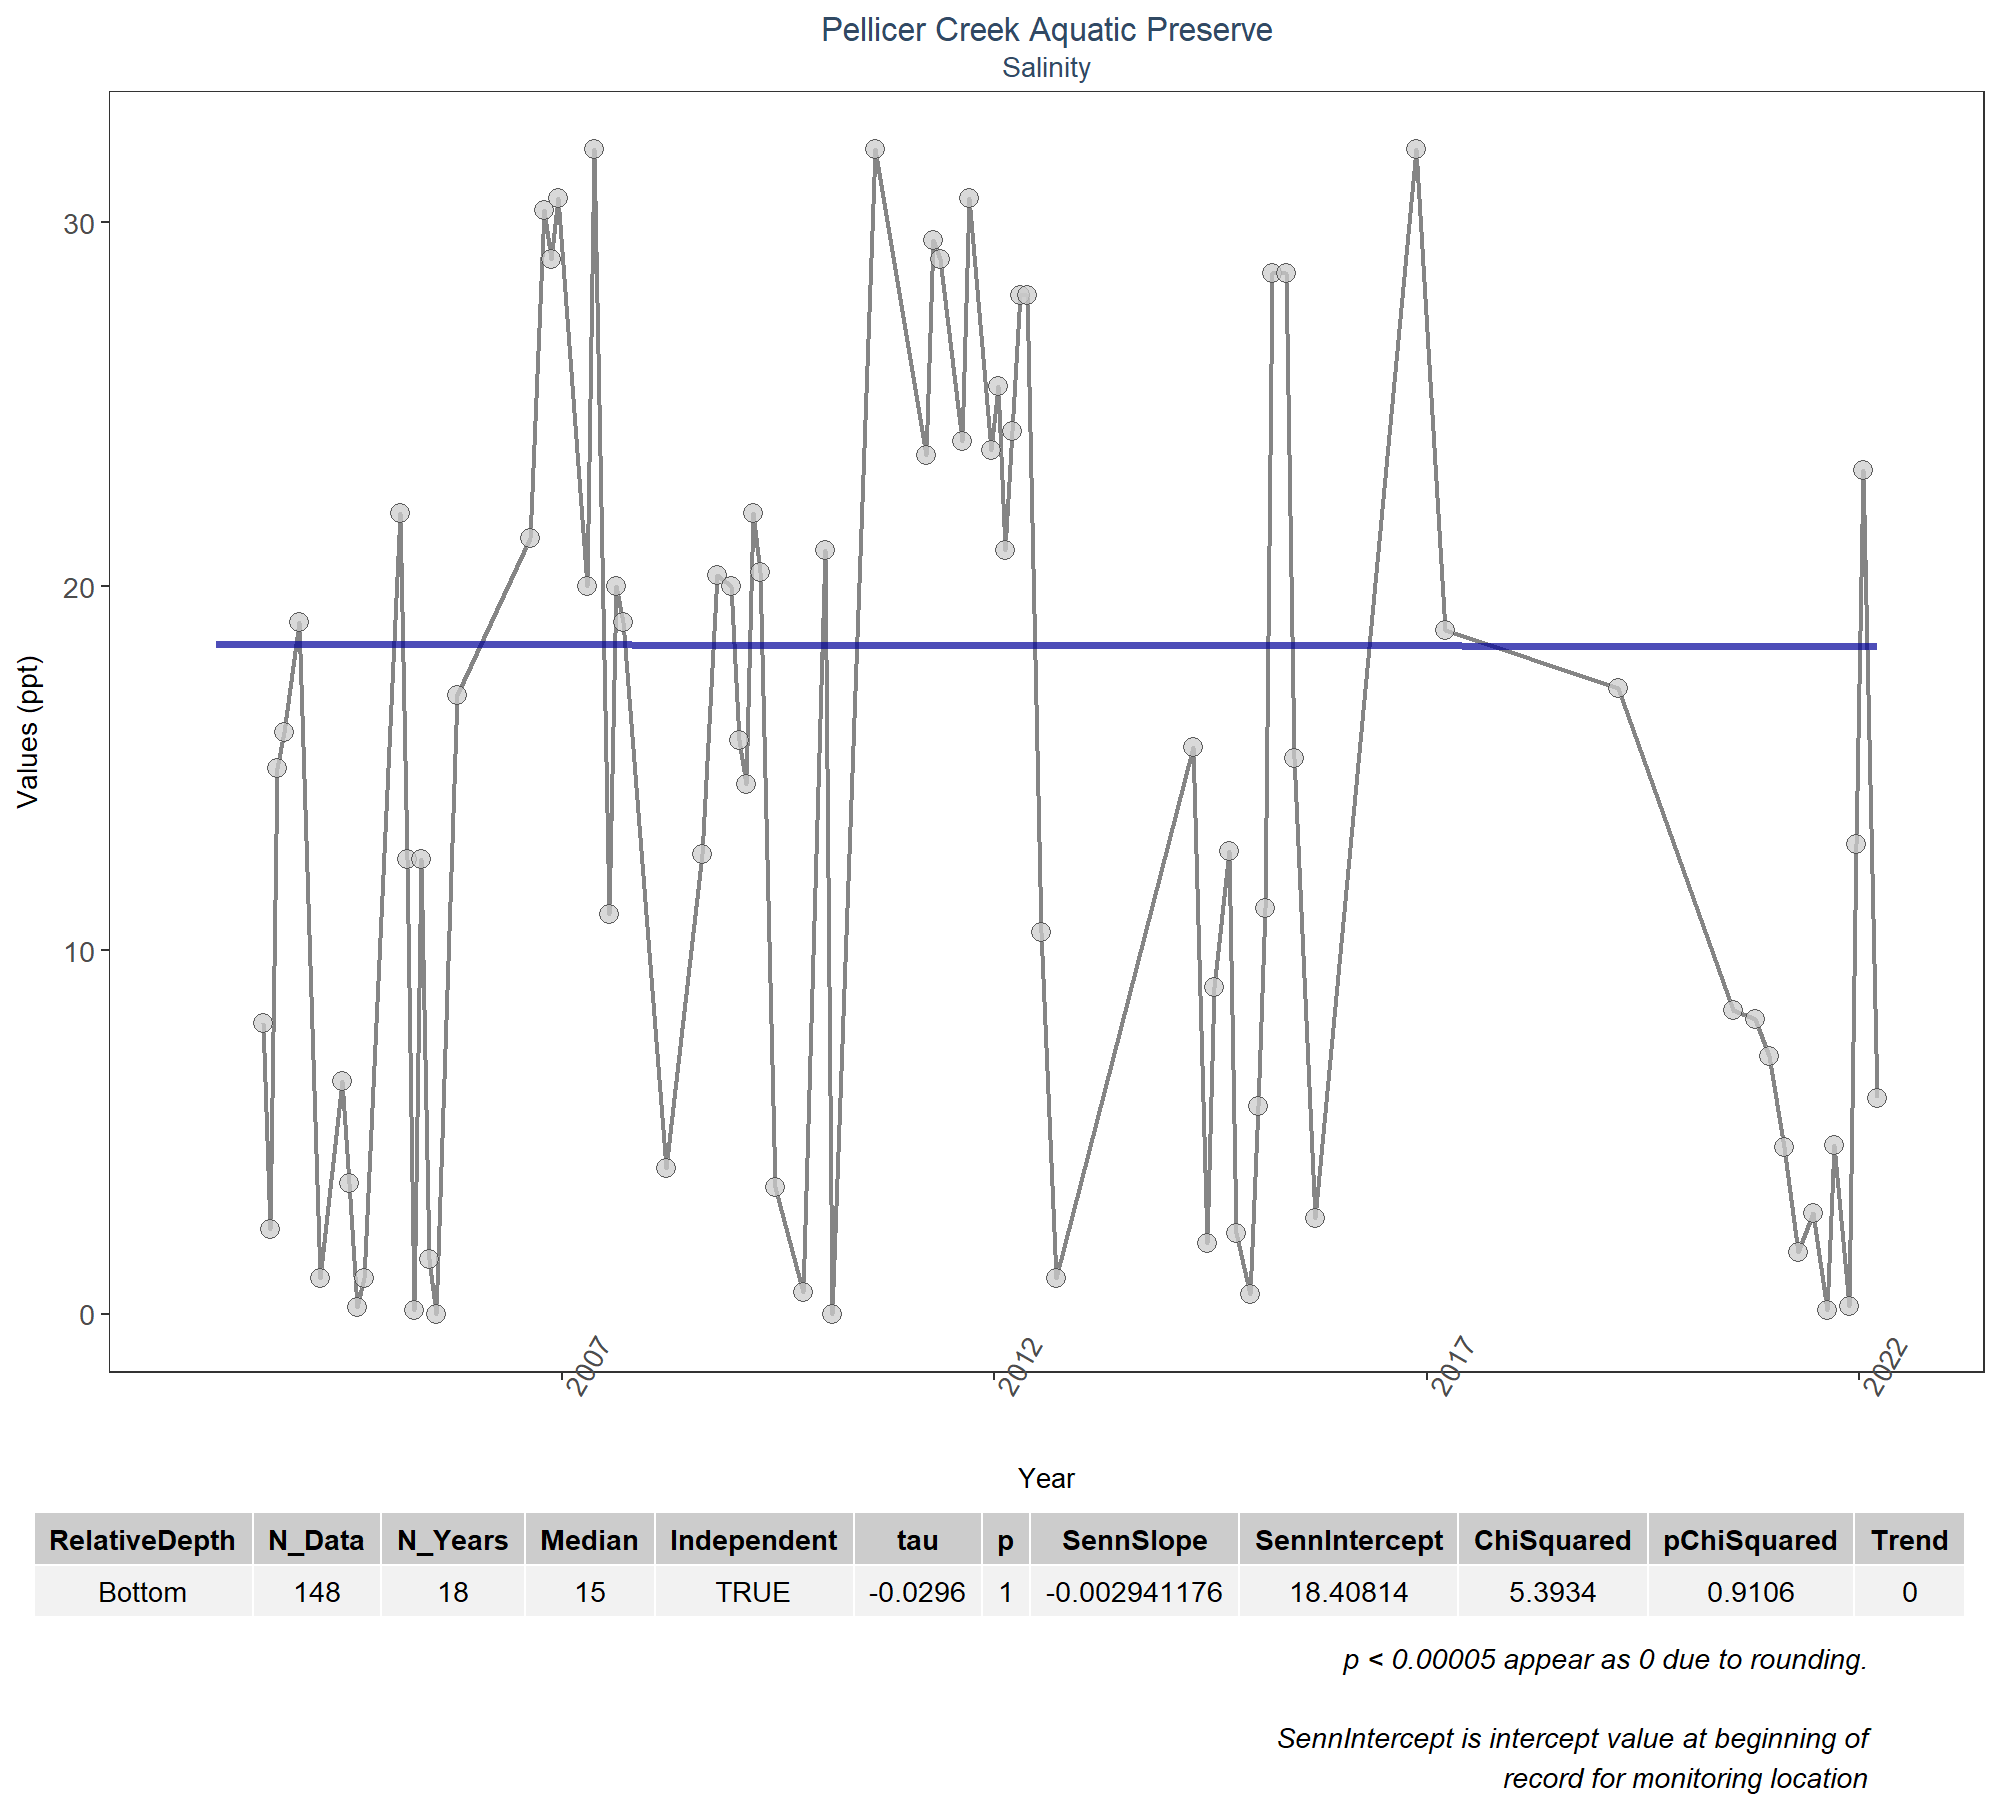 Pellicer Creek Aquatic Preserve
Salinity
Values (ppt)
30
20
10
0
2007 2012 2017 2022
Year
RelativeDepth N_Data N_Years Median Independent tau p SennSlope SennIntercept ChiSquared pChiSquared Trend
Bottom 148 18 15 TRUE -0.0296 1 -0.002941176 18.40814 5.3934 0.9106 0
p < 0.00005 appear as 0 due to rounding.
SennIntercept is intercept value at beginning of
record for monitoring location